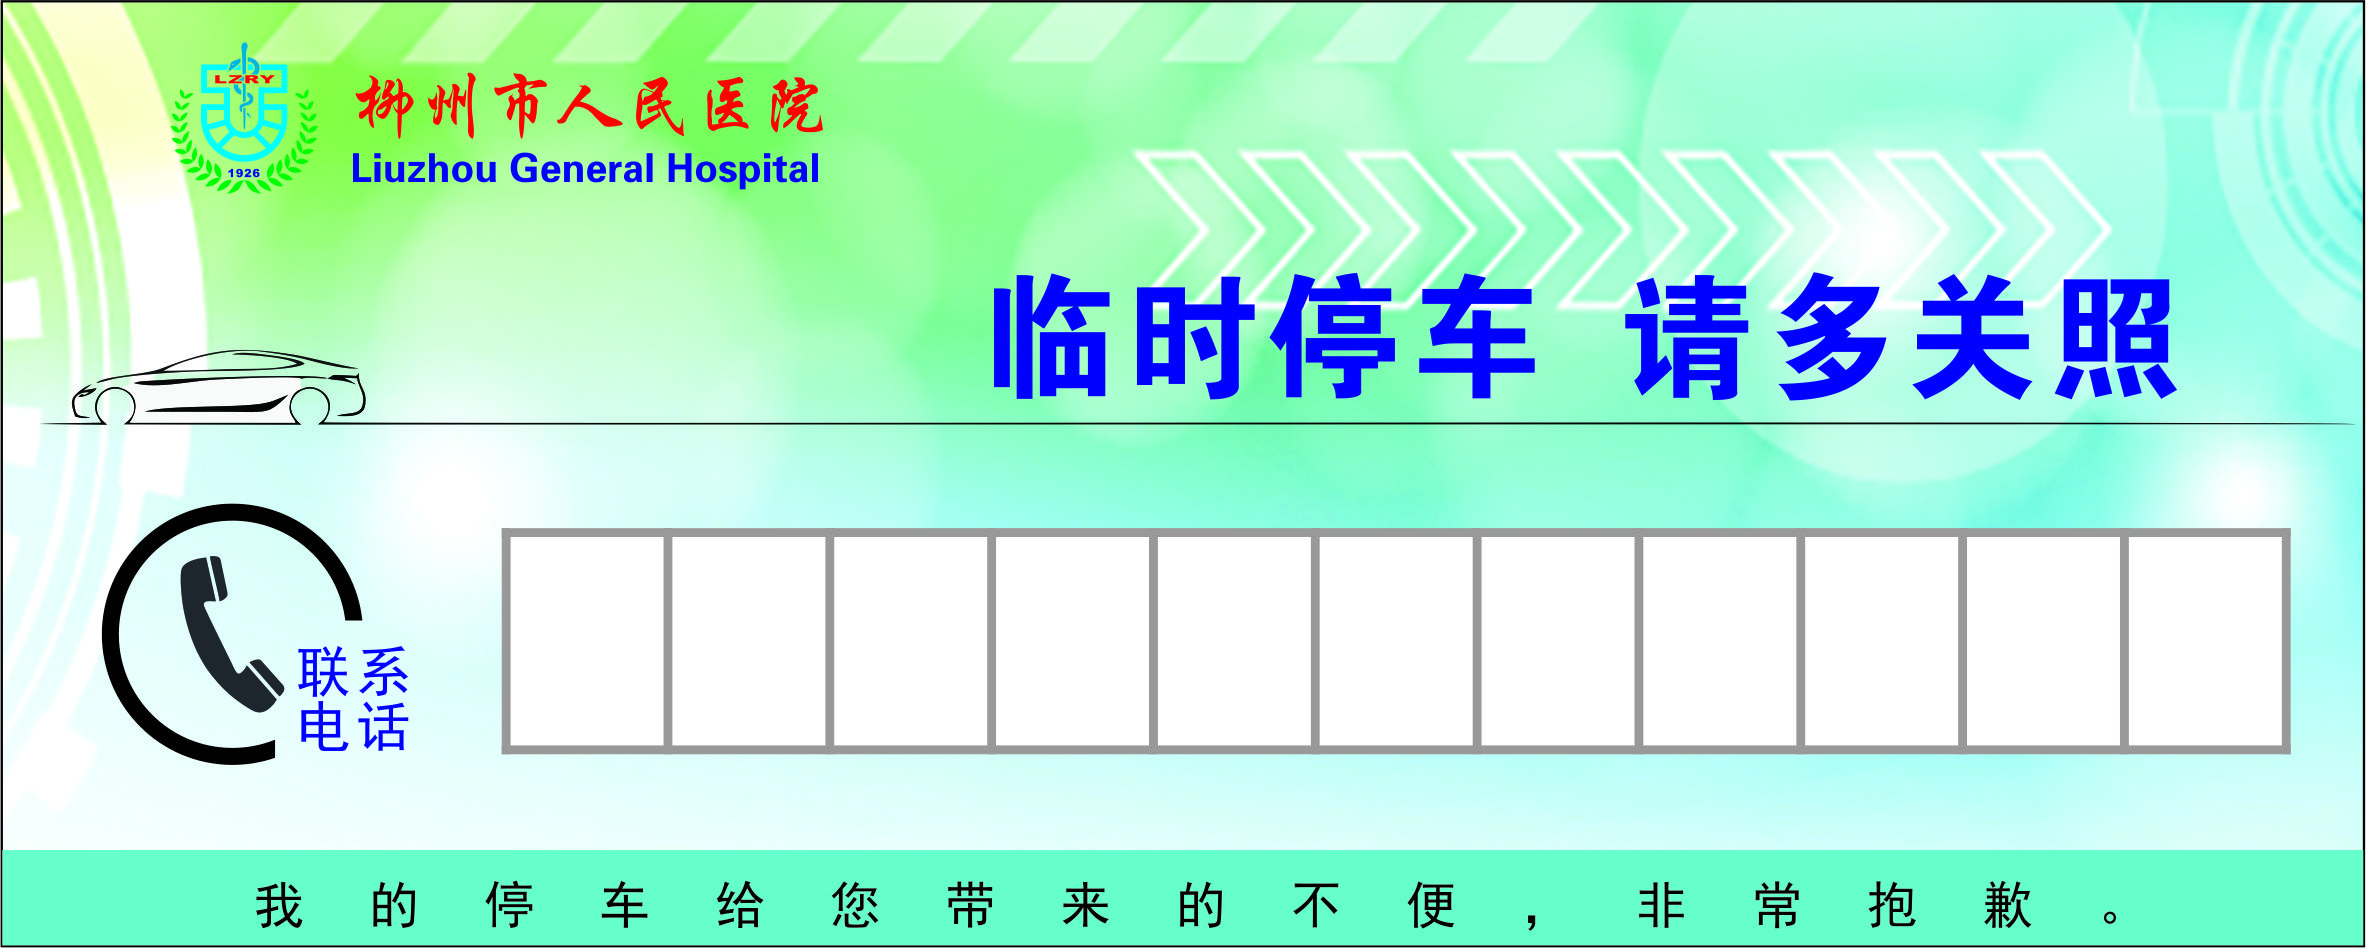 LZRY
1926
柳州市人民医院
Liuzhou General Hospital
临时停车 请多关照
联系
电话
我的停车给您带来的不便，非常抱歉。